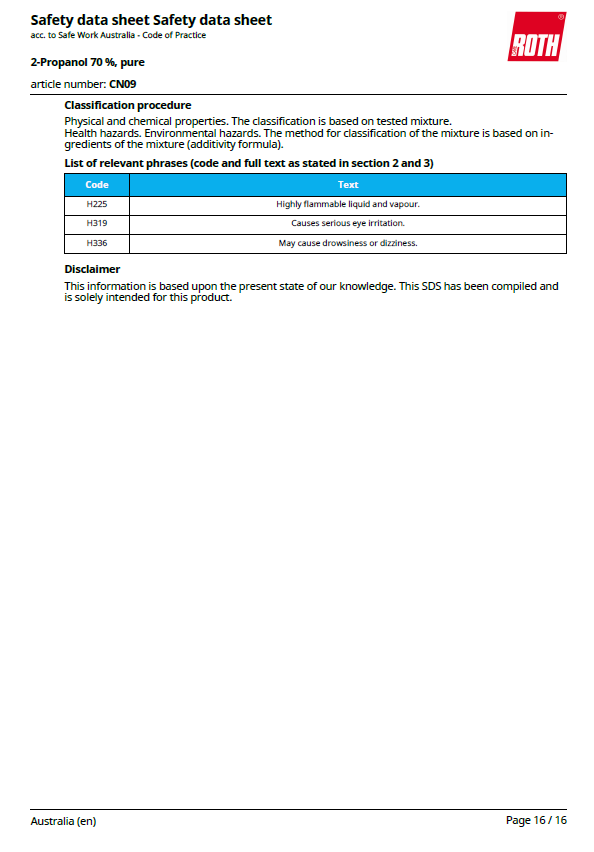 Safety data sheet Safety data sheet
acc. to Safe Work Australia - Code of Practice
ROTH
®
2-Propanol 70 %, pure
article number: CN09
Classification procedure
Physical and chemical properties. The classification is based on tested mixture.
Health hazards. Environmental hazards. The method for classification of the mixture is based on in-
gredients of the mixture (additivity formula).
List of relevant phrases (code and full text as stated in section 2 and 3)
Code Text
H225 Highly flammable liquid and vapour.
H319 Causes serious eye irritation.
H336 May cause drowsiness or dizziness.
Disclaimer
This information is based upon the present state of our knowledge. This SDS has been compiled and
is solely intended for this product.
Australia (en) Page 16 / 16